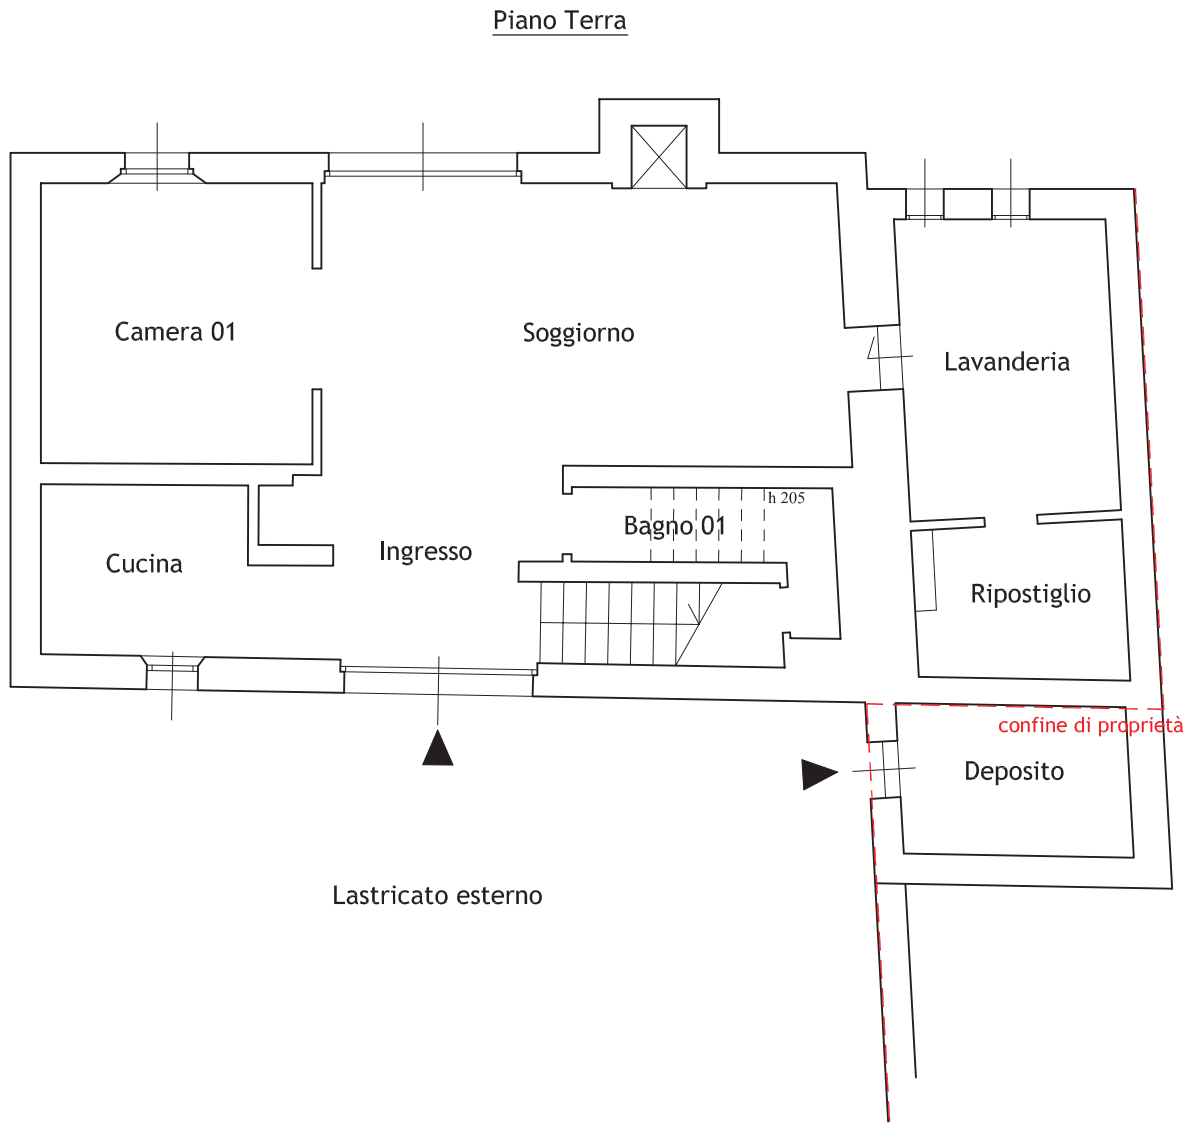 Piano Terra
Camera 01
Soggiorno
Lavanderia
h 205
Bagno 01
Ingresso
Cucina
Ripostiglio
confine di proprietà
Deposito
Lastricato esterno